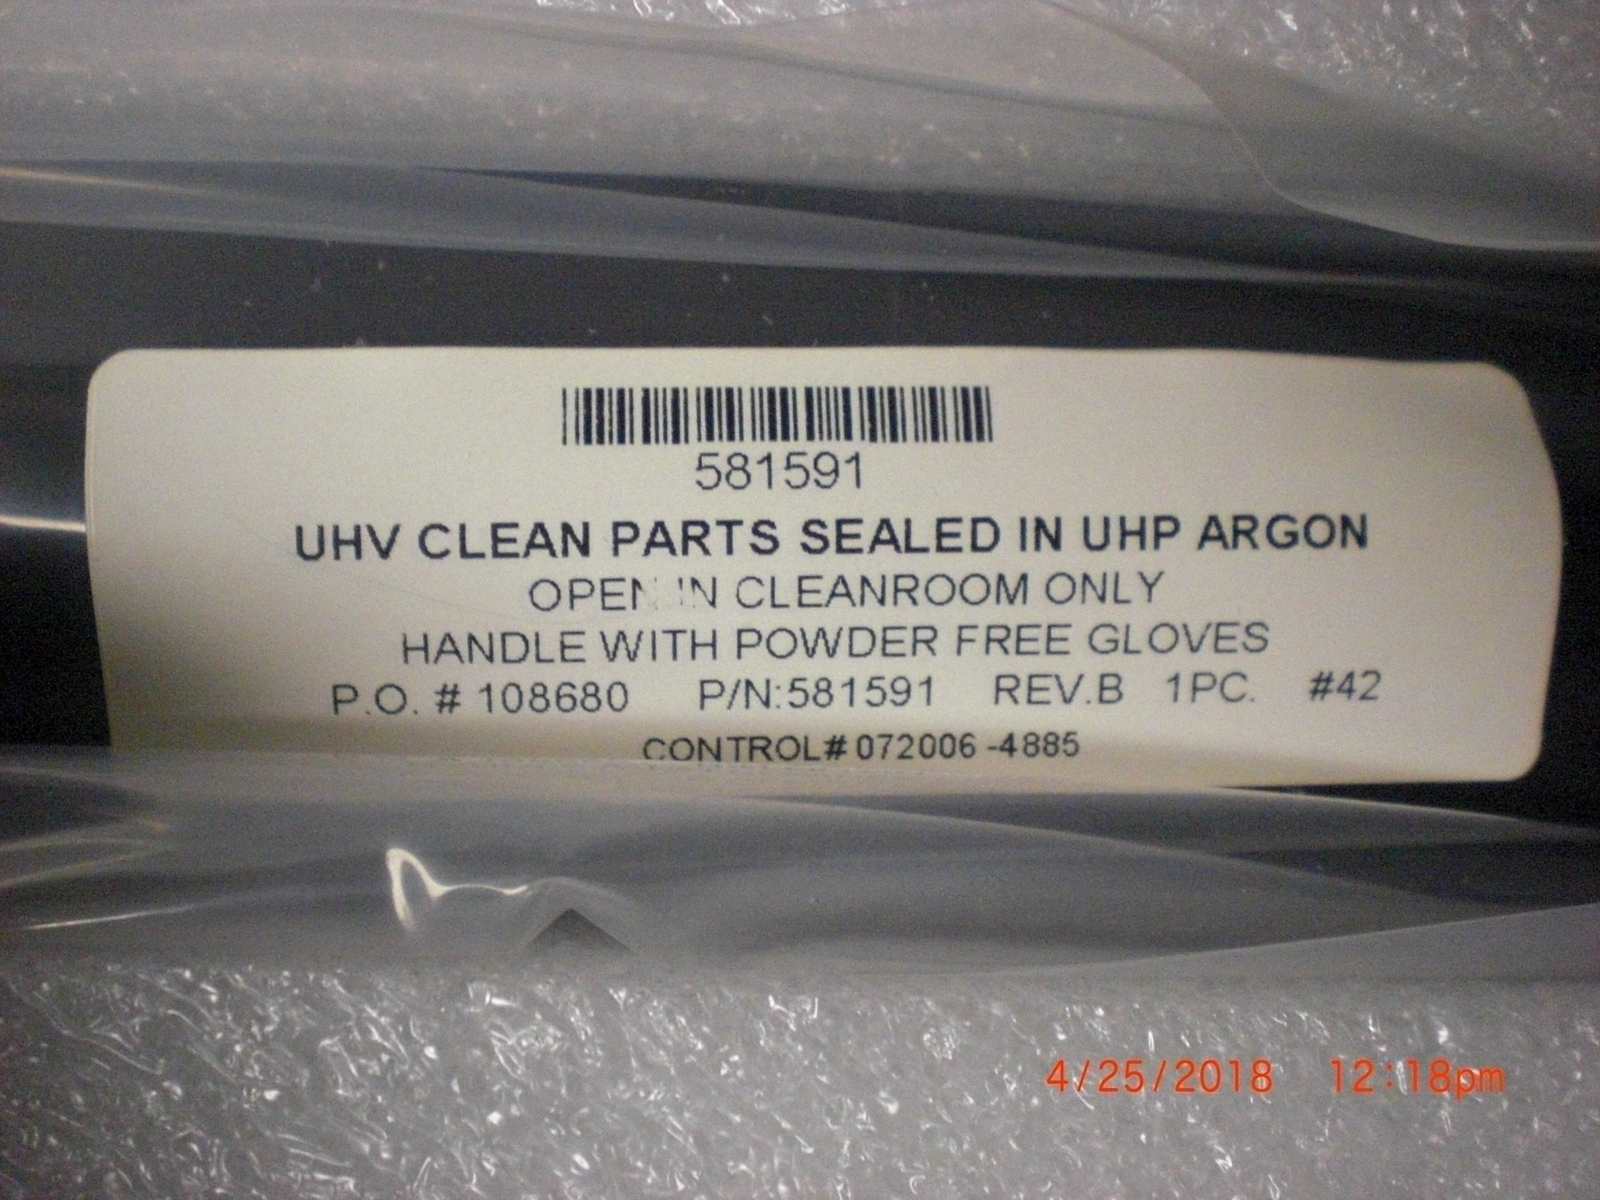 581591
UHV CLEAN PARTS SEALED IN UHP ARGON
OPEN IN CLEANROOM ONLY
HANDLE WITH POWDER FREE GLOVES
P.O. # 108680 P/N:581591 REV.B 1PC. #42
CONTROL# 072006 -4885
4/25/2018 12:18pm